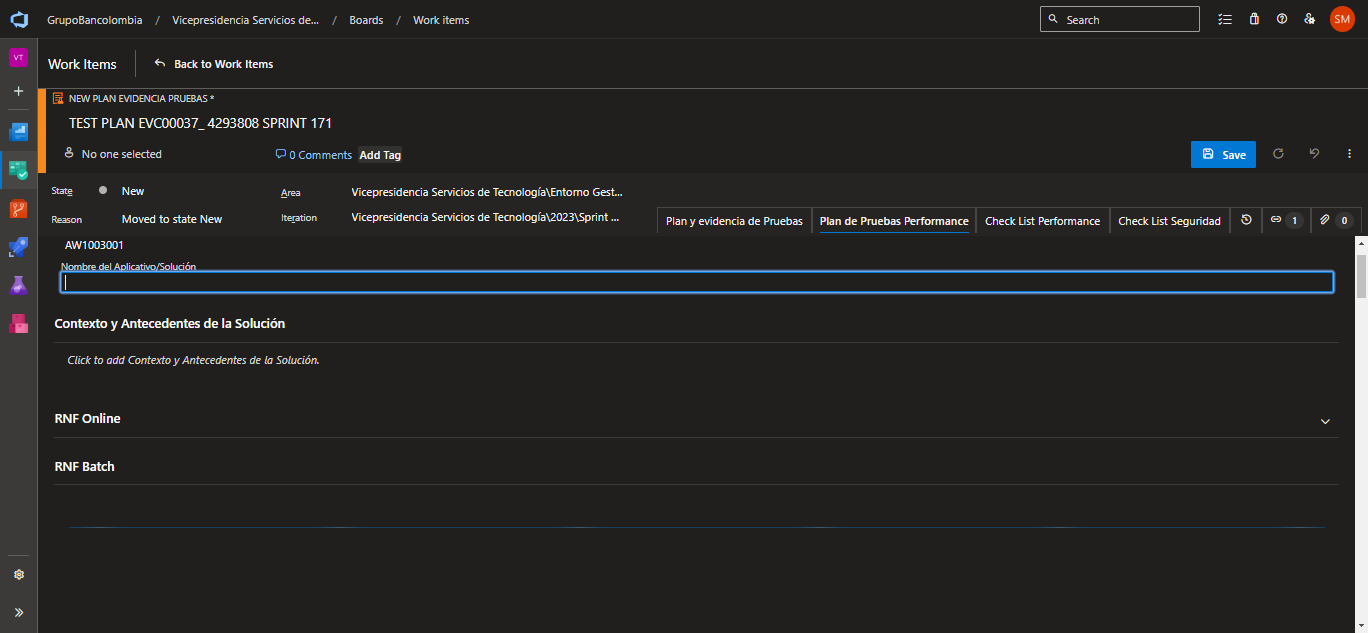 GrupoBancolombia / Vicepresidencia Servicios de... / Boards / Work items
Search
SM
VT
Work Items
Back to Work Items
NEW PLAN EVIDENCIA PRUEBAS *
TEST PLAN EVC00037_ 4293808 SPRINT 171
No one selected
0 Comments
Add Tag
Save
State
New
Area
Vicepresidencia Servicios de Tecnología\Entorno Gest...
Reason
Moved to state New
Iteration
Vicepresidencia Servicios de Tecnología\2023\Sprint ...
Plan y evidencia de Pruebas
Plan de Pruebas Performance
Check List Performance
Check List Seguridad
1
0
AW1003001
Nombre del Aplicativo/Solución
Contexto y Antecedentes de la Solución
Click to add Contexto y Antecedentes de la Solución.
RNF Online
RNF Batch